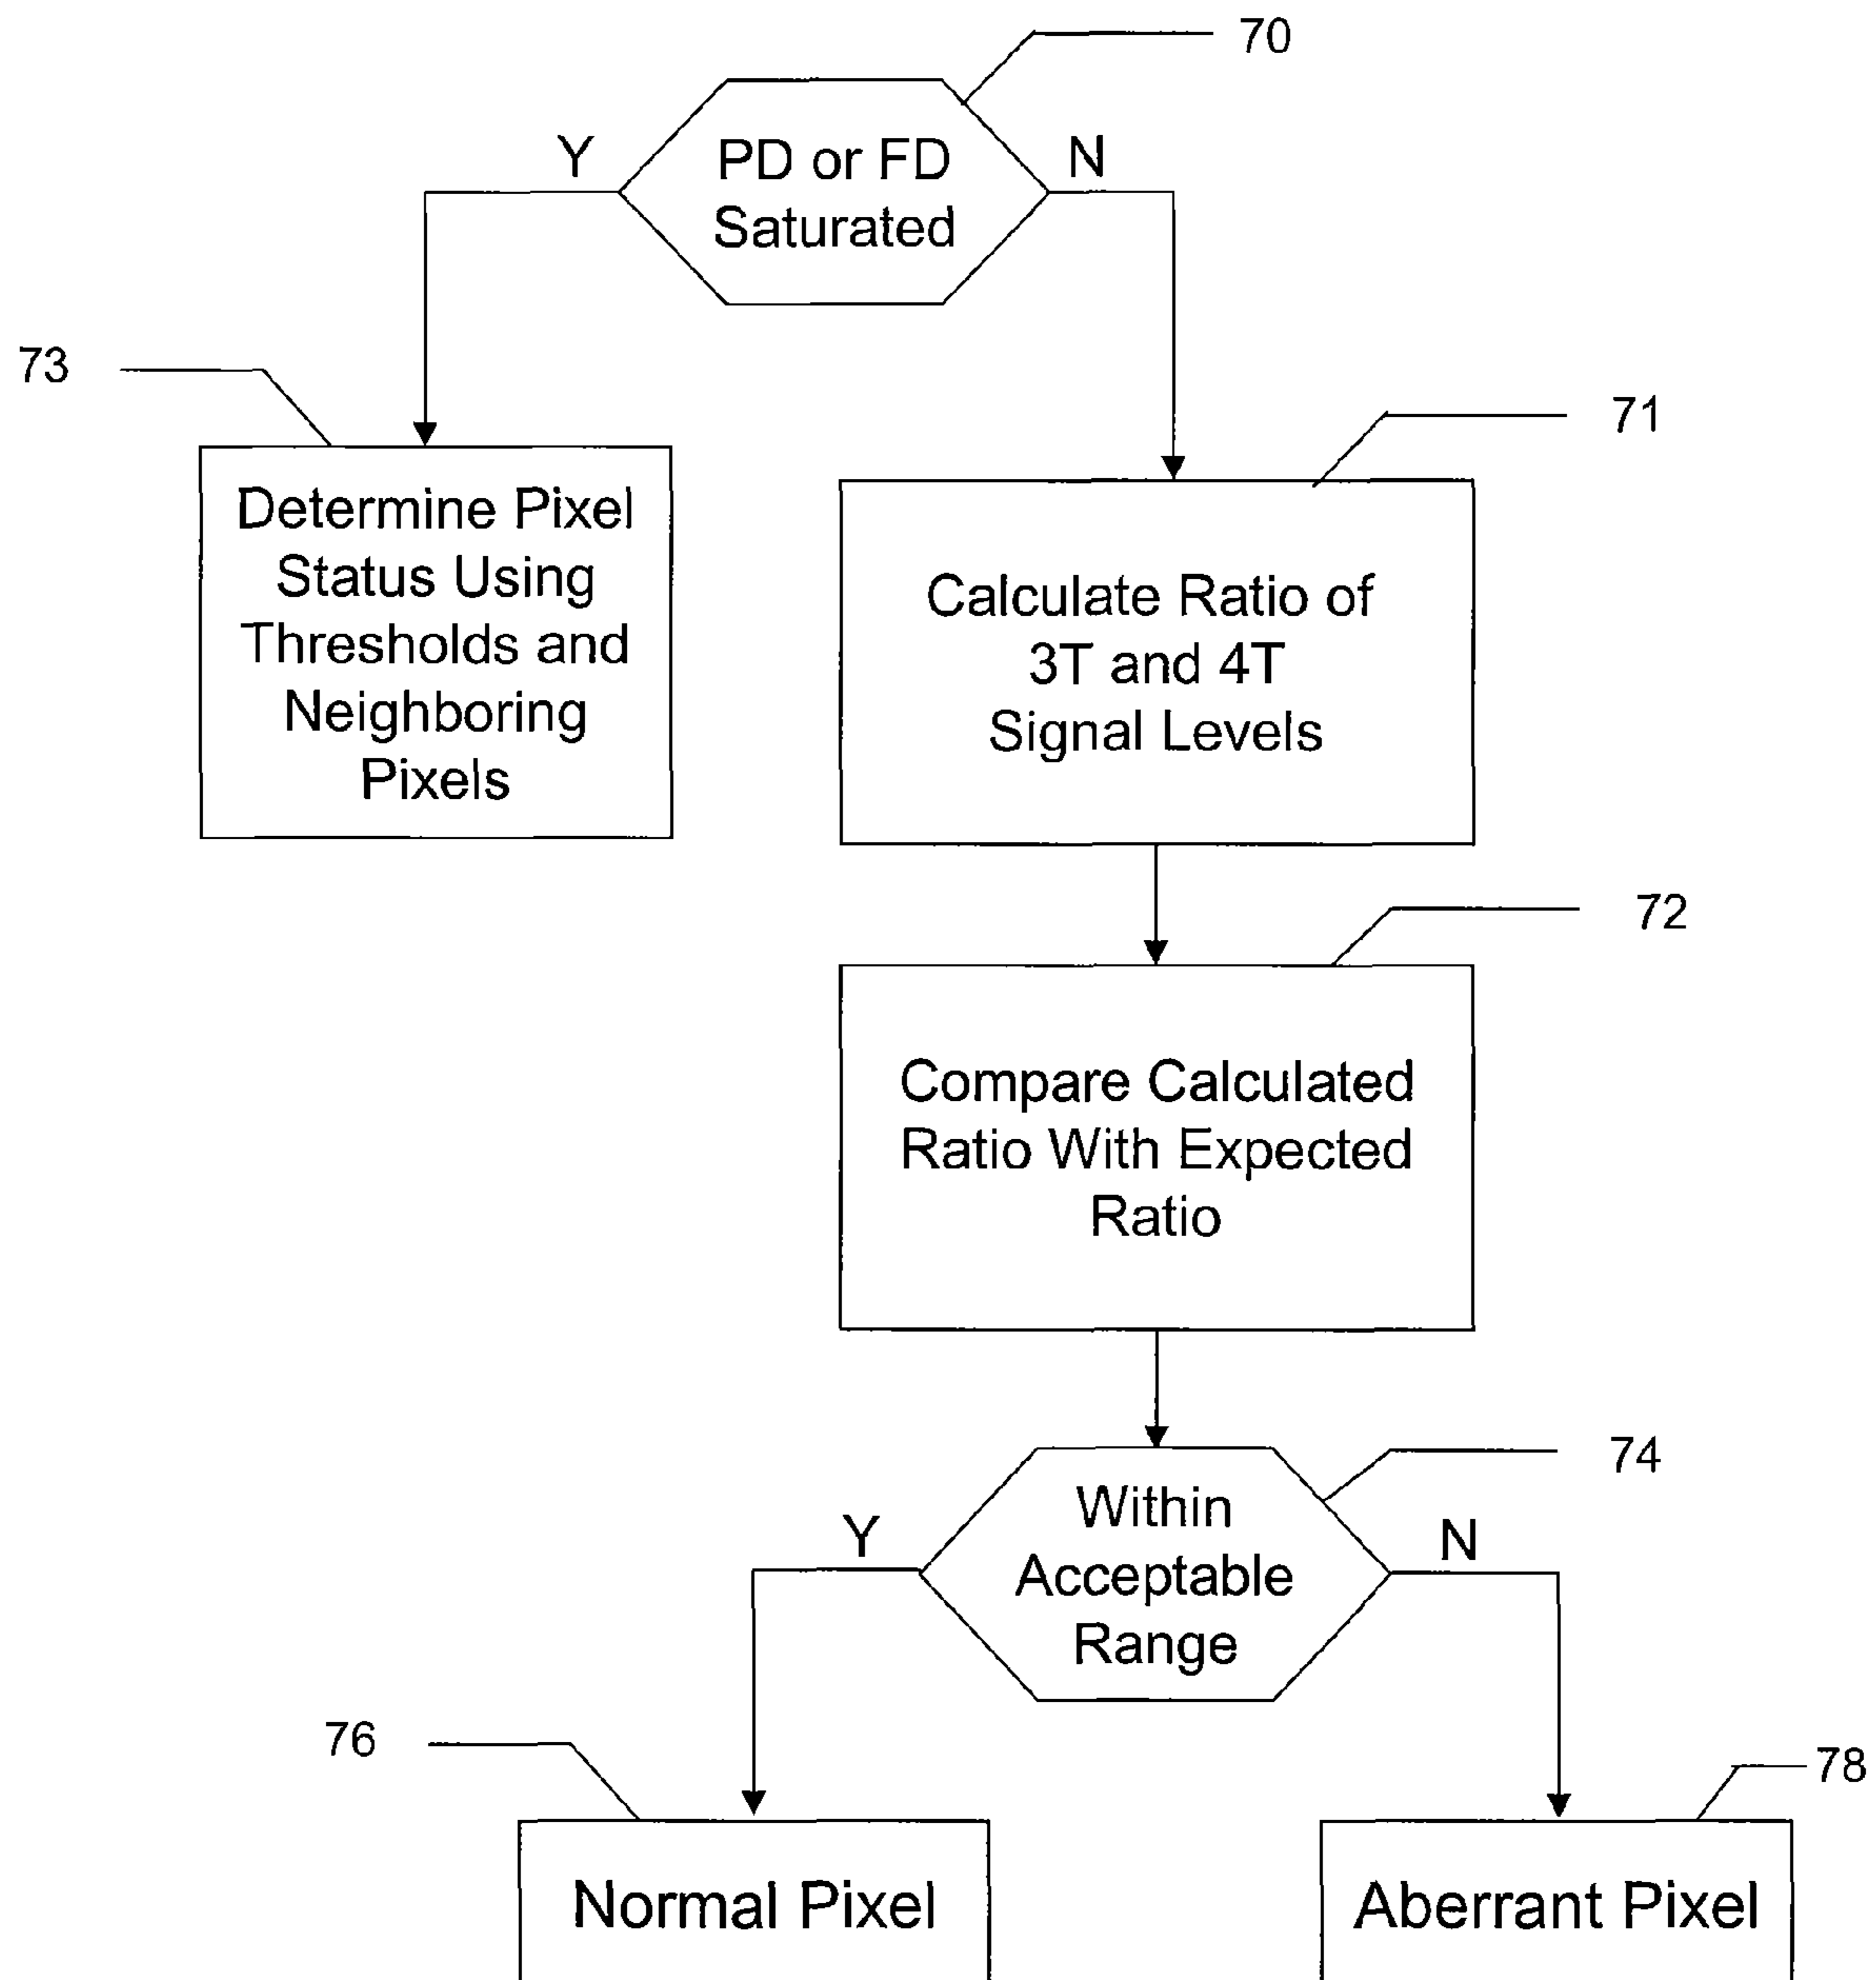 70
Y
PD or FD
Saturated
N
73
71
Determine Pixel
Status Using
Thresholds and
Neighboring
Pixels
Calculate Ratio of
3T and 4T
Signal Levels
72
Compare Calculated
Ratio With Expected
Ratio
74
Y
Within
Acceptable
Range
N
76
78
Normal Pixel
Aberrant Pixel